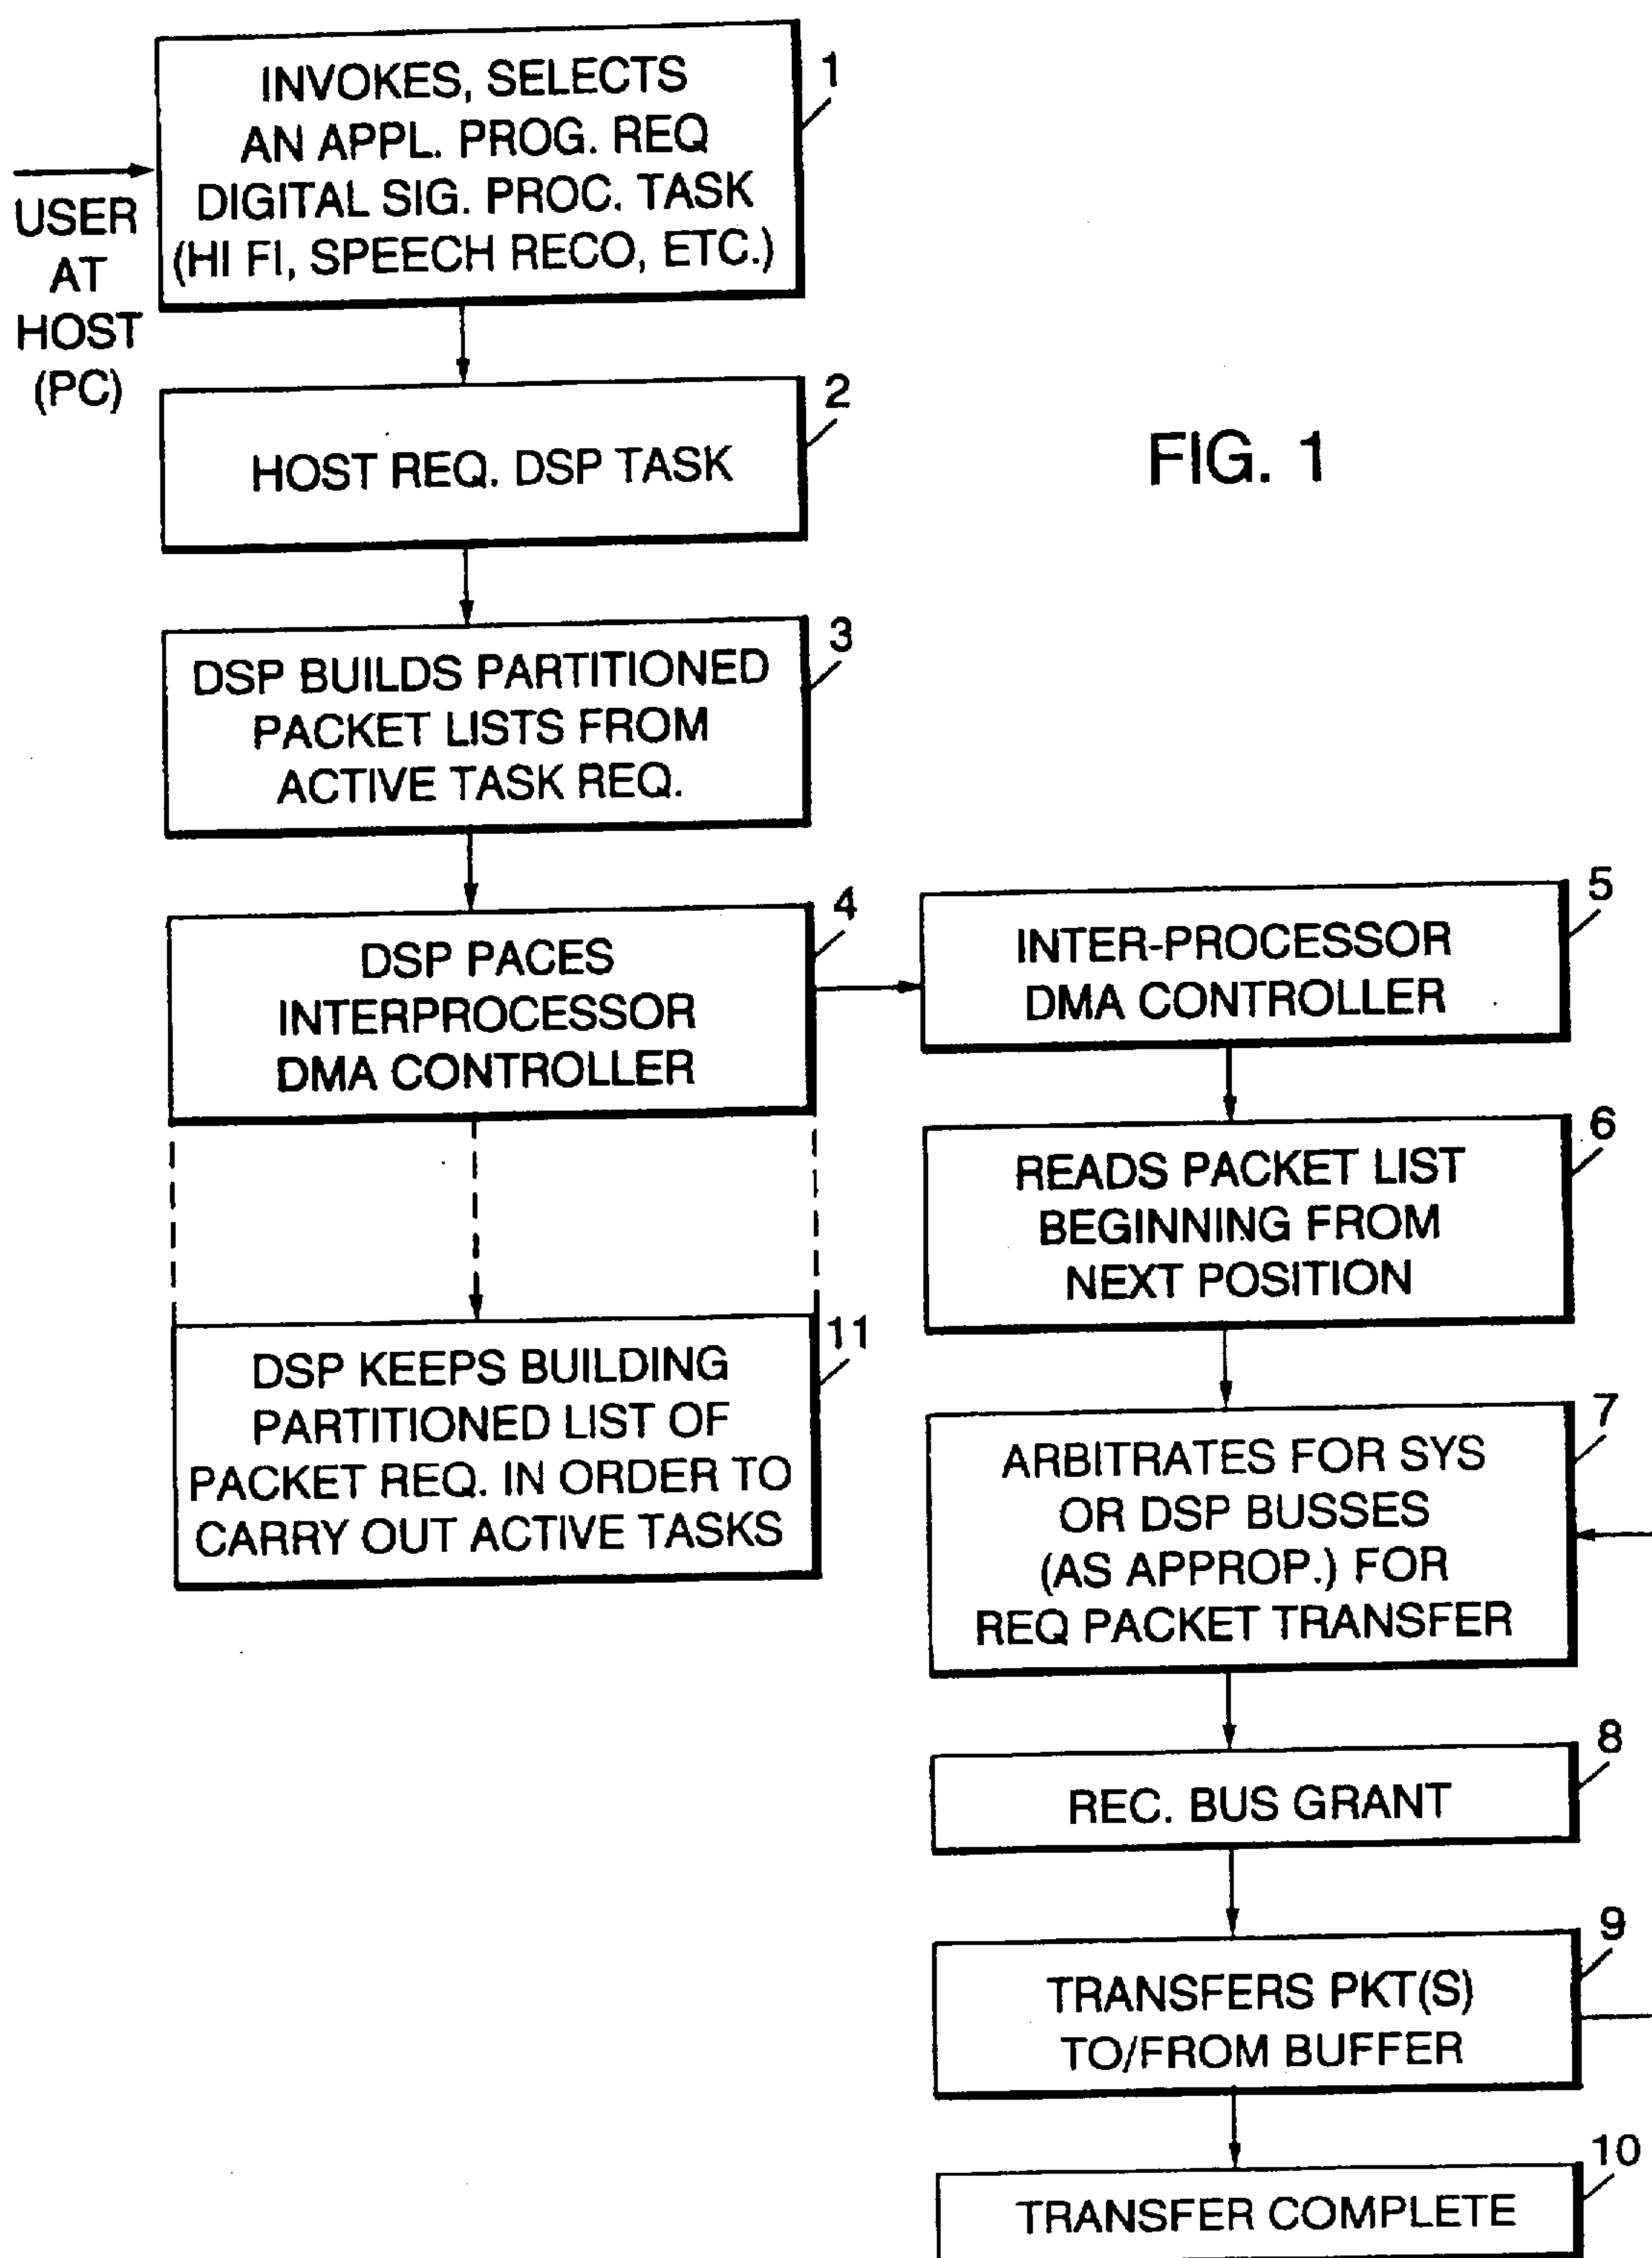 USER
AT
HOST
(PC)
1
INVOKES, SELECTS
AN APPL. PROG. REQ
DIGITAL SIG. PROC. TASK
(HI FI, SPEECH RECO, ETC.)
2
HOST REQ. DSP TASK
FIG. 1
3
DSP BUILDS PARTITIONED
PACKET LISTS FROM
ACTIVE TASK REQ.
4
DSP PACES
INTERPROCESSOR
DMA CONTROLLER
5
INTER-PROCESSOR
DMA CONTROLLER
6
READS PACKET LIST
BEGINNING FROM
NEXT POSITION
11
DSP KEEPS BUILDING
PARTITIONED LIST OF
PACKET REQ. IN ORDER TO
CARRY OUT ACTIVE TASKS
7
ARBITRATES FOR SYS
OR DSP BUSSES
(AS APPROP.) FOR
REQ PACKET TRANSFER
8
REC. BUS GRANT
9
TRANSFERS PKT(S)
TO/FROM BUFFER
10
TRANSFER COMPLETE